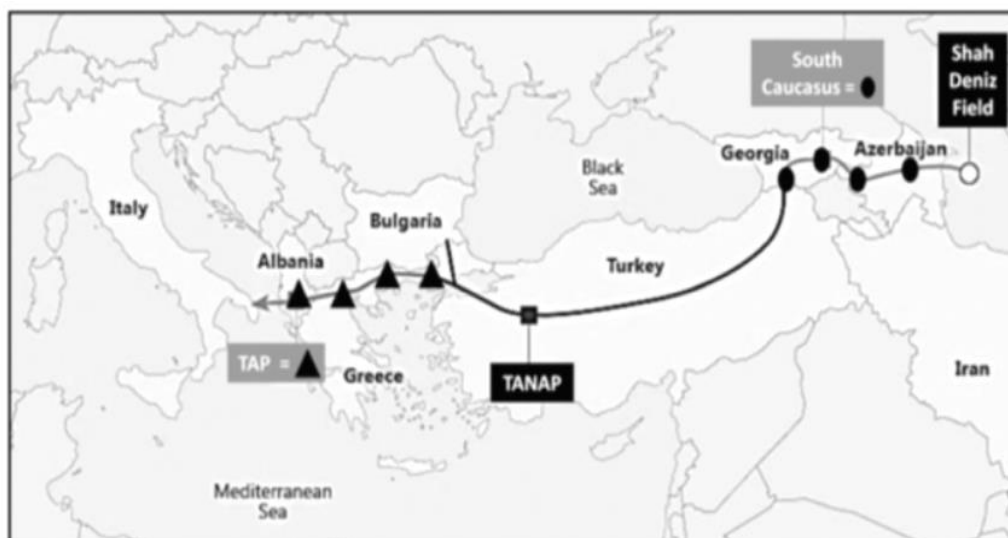 South
Caucasus =
Shah
Deniz
Field
Georgia
Azerbaijan
Black
Sea
Italy
Bulgaria
Albania
Turkey
TAP =
Greece
TANAP
Iran
Mediterranean
Sea